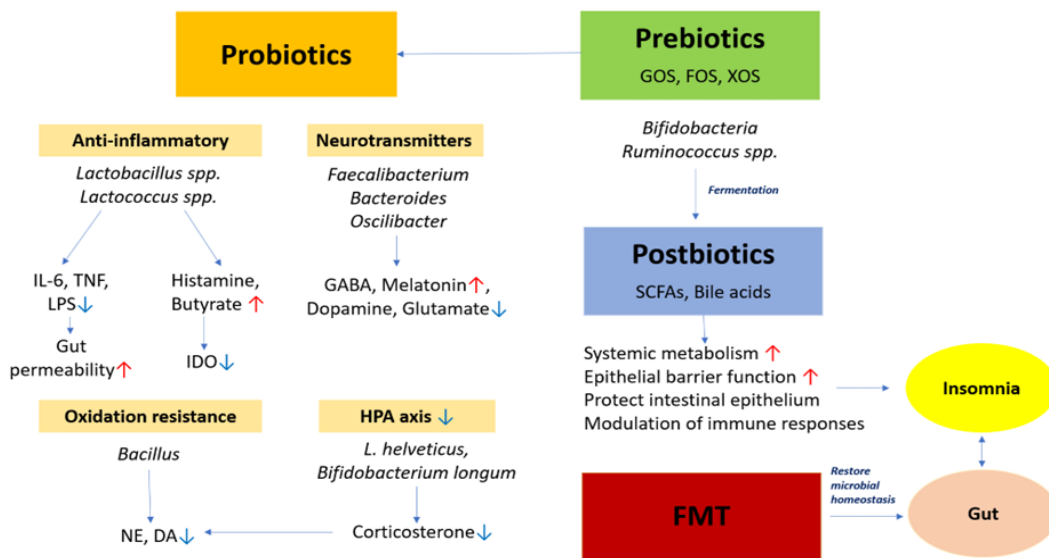 Probiotics
Prebiotics
GOS, FOS, XOS
Anti-inflammatory
Lactobacillus spp.
Lactococcus spp.
IL-6, TNF,
LPS↓
Gut
permeability↑
Histamine,
Butyrate ↑
IDO↓
Neurotransmitters
Faecalibacterium
Bacteroides
Oscilibacter
GABA, Melatonin↑,
Dopamine, Glutamate↓
Bifidobacteria
Ruminococcus spp.
Fermentation
Postbiotics
SCFAs, Bile acids
Systemic metabolism ↑
Epithelial barrier function ↑
Protect intestinal epithelium
Modulation of immune responses
Insomnia
Oxidation resistance
Bacillus
NE, DA↓
HPA axis ↓
L. helveticus,
Bifidobacterium longum
Corticosterone↓
FMT
Restore
microbial
homeostasis
Gut